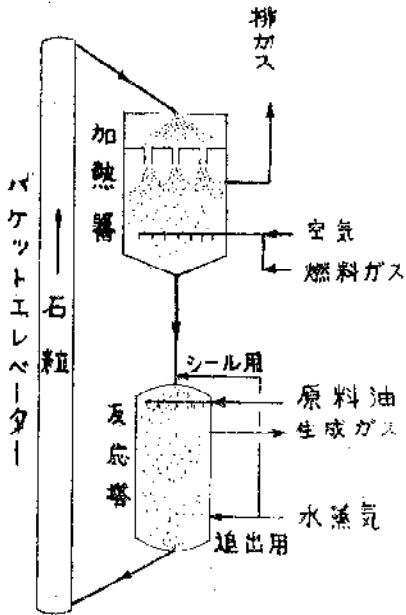 排ガス
加熱器
空気
燃料ガス
バケットエレベーター
石粒
シール用
反応器
原料油
生成ガス
水蒸気
追出用